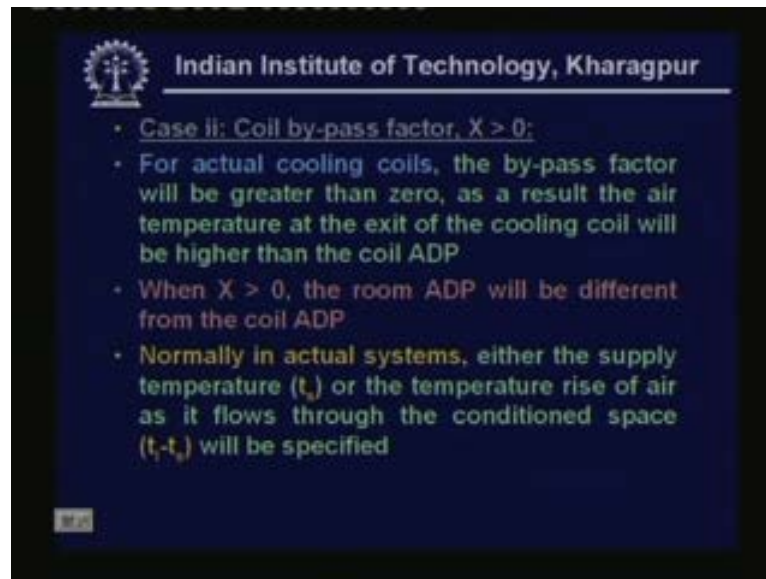 Indian Institute of Technology, Kharagpur
• Case ii: Coil by-pass factor, X > 0:
• For actual cooling coils, the by-pass factor
will be greater than zero, as a result the air
temperature at the exit of the cooling coil will
be higher than the coil ADP
• When X > 0, the room ADP will be different
from the coil ADP
• Normally in actual systems, either the supply
temperature (tₛ) or the temperature rise of air
as it flows through the conditioned space
(tᵢ-tₛ) will be specified